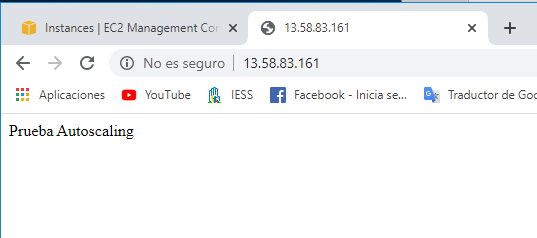 Instances | EC2 Management Con
13.58.83.161
No es seguro | 13.58.83.161
Aplicaciones
YouTube
IESS
Facebook - Inicia se...
Traductor de Goo
Prueba Autoscaling